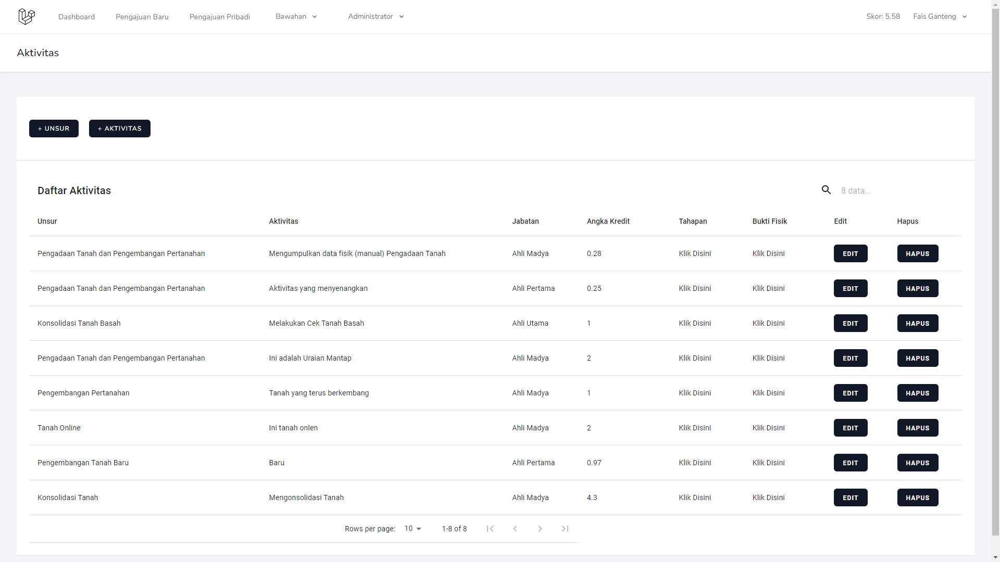 Dashboard Pengajuan Baru Pengajuan Pribadi Bawahan Administrator Skor: 5.58 Fais Ganteng
Aktivitas
+ UNSUR + AKTIVITAS
Daftar Aktivitas 8 data...
Unsur Aktivitas Jabatan Angka Kredit Tahapan Bukti Fisik Edit Hapus
Pengadaan Tanah dan Pengembangan Pertanahan Mengumpulkan data fisik (manual) Pengadaan Tanah Ahli Madya 0.28 Klik Disini Klik Disini EDIT HAPUS
Pengadaan Tanah dan Pengembangan Pertanahan Aktivitas yang menyenangkan Ahli Pertama 0.25 Klik Disini Klik Disini EDIT HAPUS
Konsolidasi Tanah Basah Melakukan Cek Tanah Basah Ahli Utama 1 Klik Disini Klik Disini EDIT HAPUS
Pengadaan Tanah dan Pengembangan Pertanahan Ini adalah Uraian Mantap Ahli Madya 2 Klik Disini Klik Disini EDIT HAPUS
Pengembangan Pertanahan Tanah yang terus berkembang Ahli Madya 1 Klik Disini Klik Disini EDIT HAPUS
Tanah Online Ini tanah onlen Ahli Madya 2 Klik Disini Klik Disini EDIT HAPUS
Pengembangan Tanah Baru Baru Ahli Pertama 0.97 Klik Disini Klik Disini EDIT HAPUS
Konsolidasi Tanah Mengonsolidasi Tanah Ahli Madya 4.3 Klik Disini Klik Disini EDIT HAPUS
Rows per page: 10 1-8 of 8